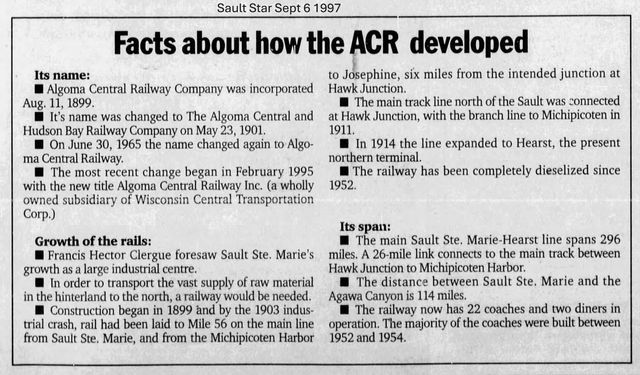 Sault Star Sept 6 1997
Facts about how the ACR developed
Its name:
■ Algoma Central Railway Company was incorporated
Aug. 11, 1899.
■ It's name was changed to The Algoma Central and
Hudson Bay Railway Company on May 23, 1901.
■ On June 30, 1965 the name changed again to Algo-
ma Central Railway.
■ The most recent change began in February 1995
with the new title Algoma Central Railway Inc. (a wholly
owned subsidiary of Wisconsin Central Transportation
Corp.)
Growth of the rails:
■ Francis Hector Clergue foresaw Sault Ste. Marie's
growth as a large industrial centre.
■ In order to transport the vast supply of raw material
in the hinterland to the north, a railway would be needed.
■ Construction began in 1899 and by the 1903 indus-
trial crash, rail had been laid to Mile 56 on the main line
from Sault Ste. Marie, and from the Michipicoten Harbor
to Josephine, six miles from the intended junction at
Hawk Junction.
■ The main track line north of the Sault was connected
at Hawk Junction, with the branch line to Michipicoten in
1911.
■ In 1914 the line expanded to Hearst, the present
northern terminal.
■ The railway has been completely dieselized since
1952.
Its span:
■ The main Sault Ste. Marie-Hearst line spans 296
miles. A 26-mile link connects to the main track between
Hawk Junction to Michipicoten Harbor.
■ The distance between Sault Ste. Marie and the
Agawa Canyon is 114 miles.
■ The railway now has 22 coaches and two diners in
operation. The majority of the coaches were built between
1952 and 1954.